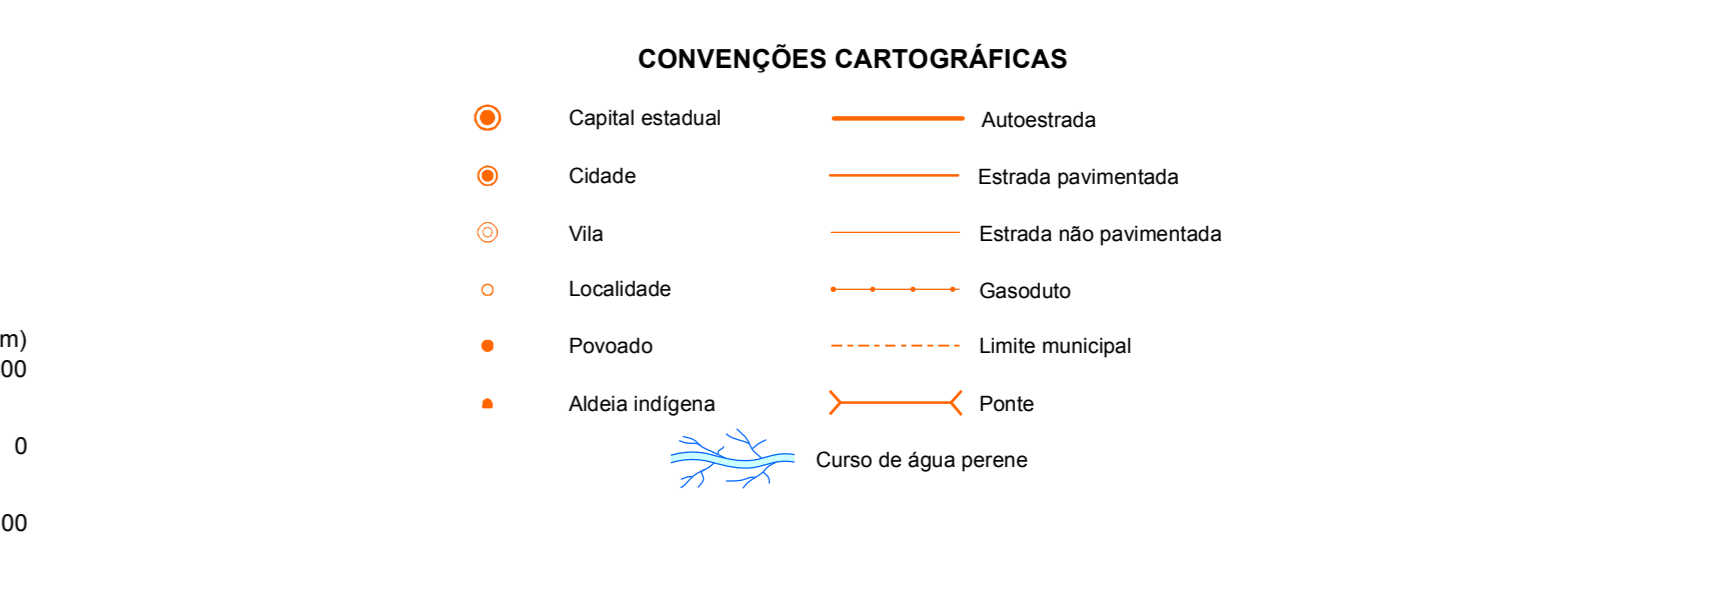 CONVENÇÕES CARTOGRÁFICAS
Capital estadual
Autoestrada
Cidade
Estrada pavimentada
Vila
Estrada não pavimentada
Localidade
Gasoduto
Povoado
Limite municipal
Aldeia indígena
Ponte
Curso de água perene
m)
00
0
00